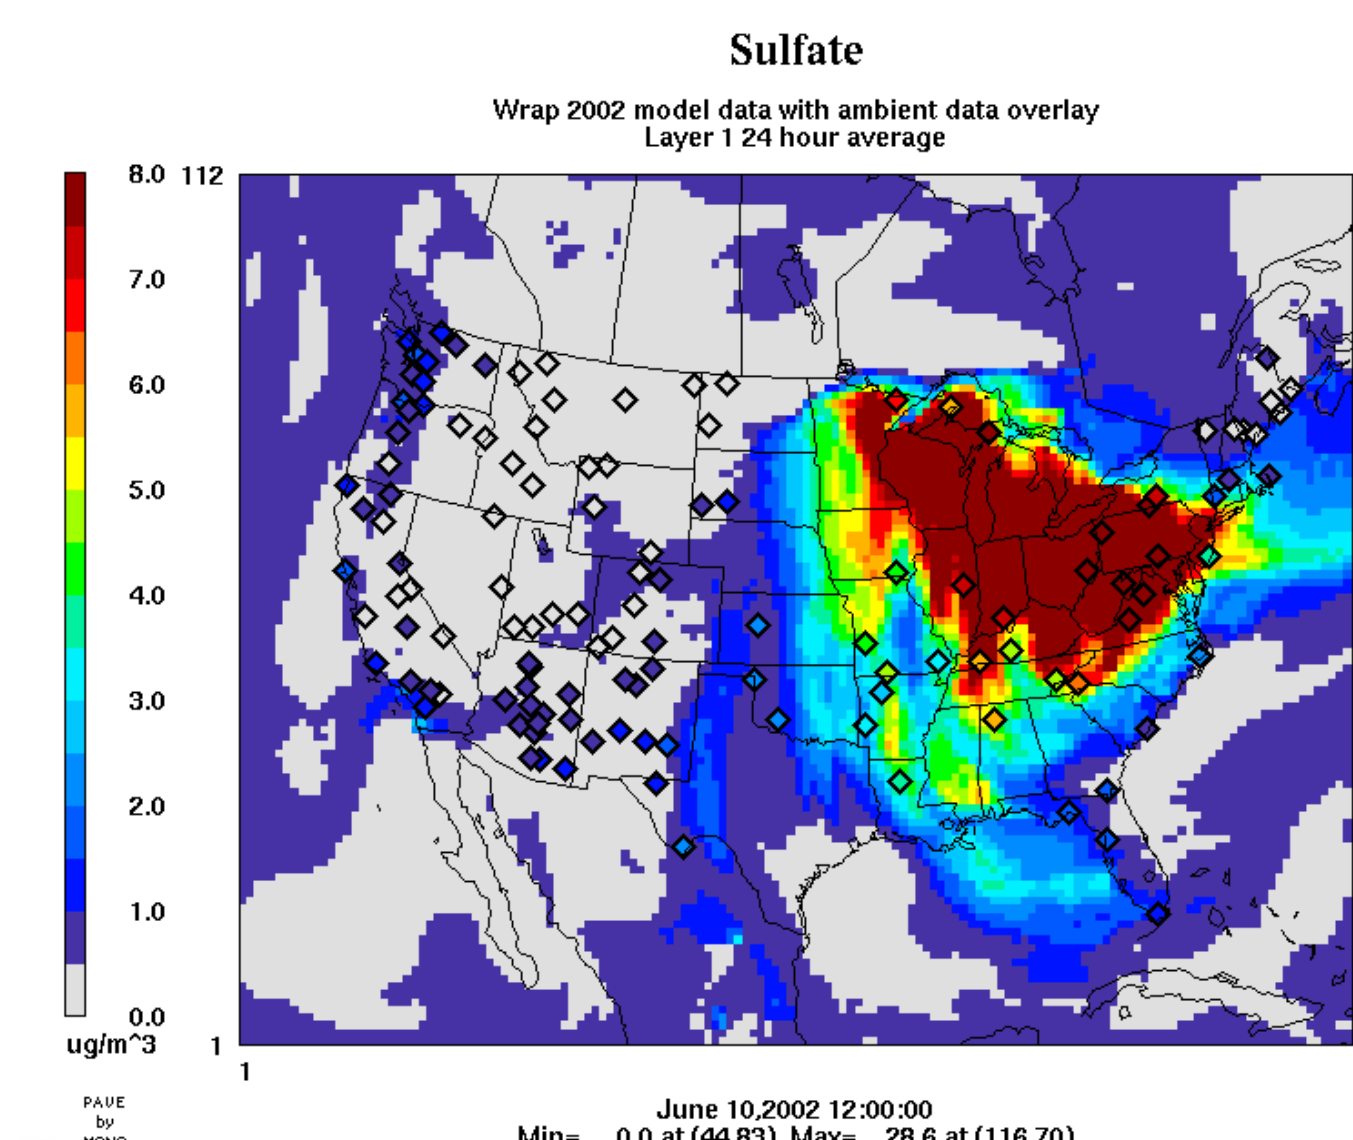 Sulfate
Wrap 2002 model data with ambient data overlay
Layer 1 24 hour average
8.0
112
7.0
6.0
5.0
4.0
3.0
2.0
1.0
0.0
ug/m^3
1
1
PAVE
by
June 10,2002 12:00:00
Min= 0.0 at (44,83), Max= 28.6 at (116,70)